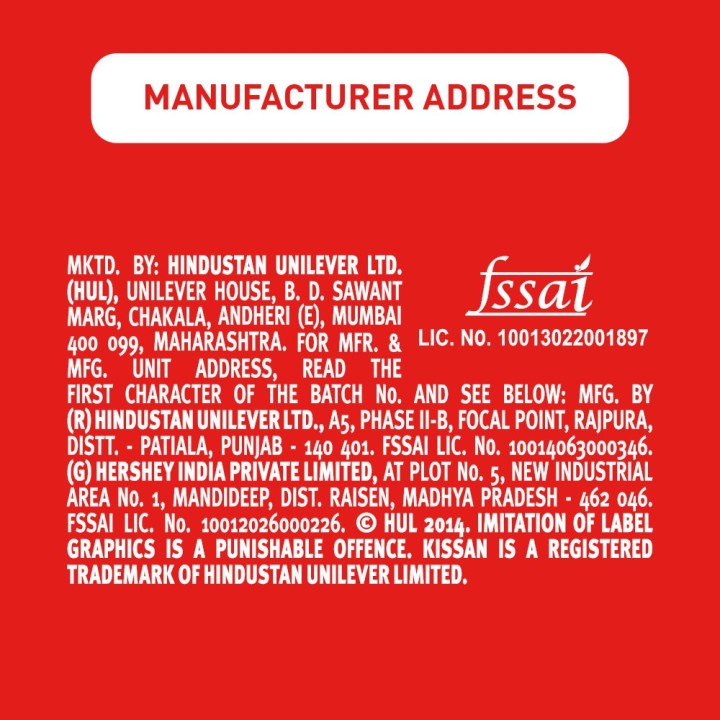 MANUFACTURER ADDRESS
MKTD. BY: HINDUSTAN UNILEVER LTD.
(HUL), UNILEVER HOUSE, B. D. SAWANT
MARG, CHAKALA, ANDHERI (E), MUMBAI
400 099, MAHARASHTRA. FOR MFR. &
MFG. UNIT ADDRESS, READ THE
fssai
LIC. No. 10013022001897
FIRST CHARACTER OF THE BATCH No. AND SEE BELOW: MFG. BY
(R) HINDUSTAN UNILEVER LTD., A5, PHASE II-B, FOCAL POINT, RAJPURA,
DISTT. - PATIALA, PUNJAB - 140 401. FSSAI LIC. No. 10014063000346.
(G) HERSHEY INDIA PRIVATE LIMITED, AT PLOT No. 5, NEW INDUSTRIAL
AREA No. 1, MANDIDEEP, DIST. RAISEN, MADHYA PRADESH - 462 046.
FSSAI LIC. No. 10012026000226. © HUL 2014. IMITATION OF LABEL
GRAPHICS IS A PUNISHABLE OFFENCE. KISSAN IS A REGISTERED
TRADEMARK OF HINDUSTAN UNILEVER LIMITED.